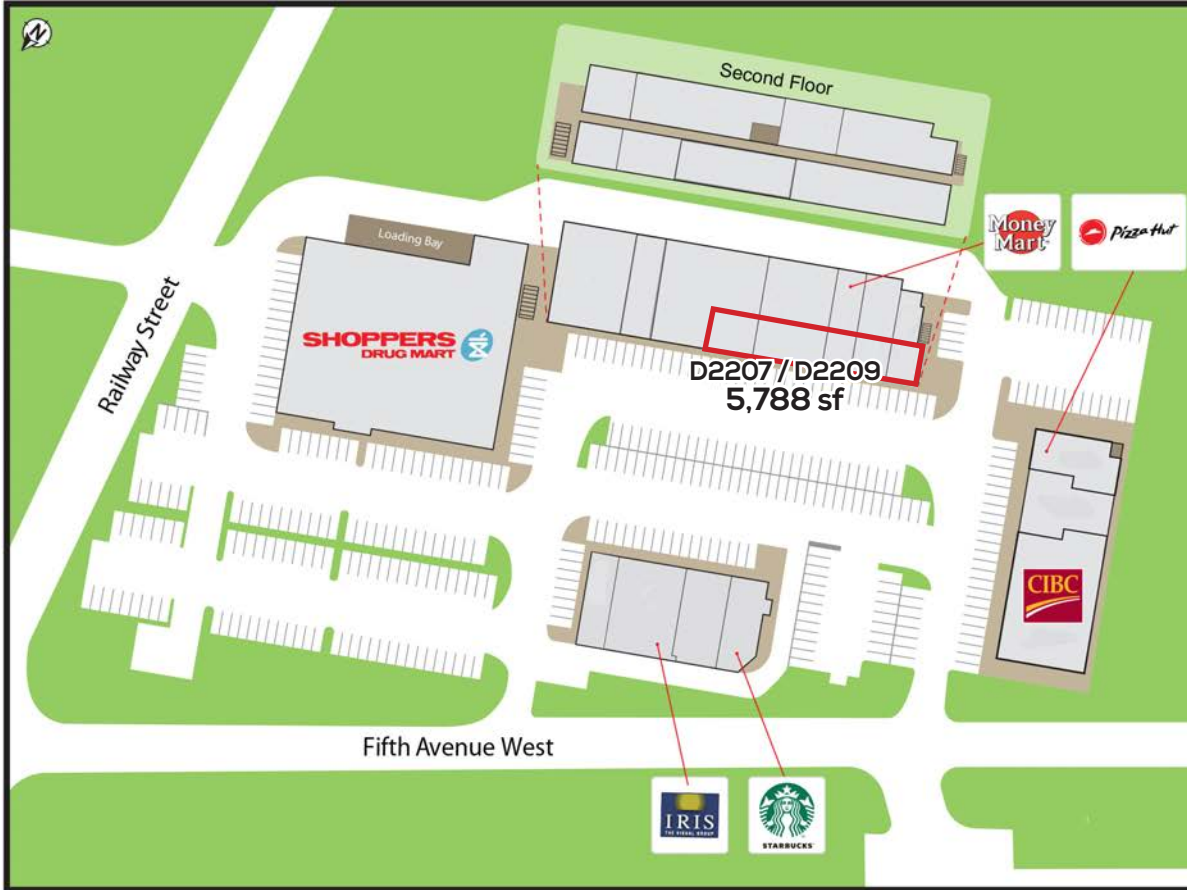 N
Second Floor
Loading Bay
Money
Mart
Pizza Hut
Railway Street
SHOPPERS
DRUG MART
D2207 / D2209
5,788 sf
CIBC
Fifth Avenue West
IRIS
THE VISUAL GROUP
STARBUCKS